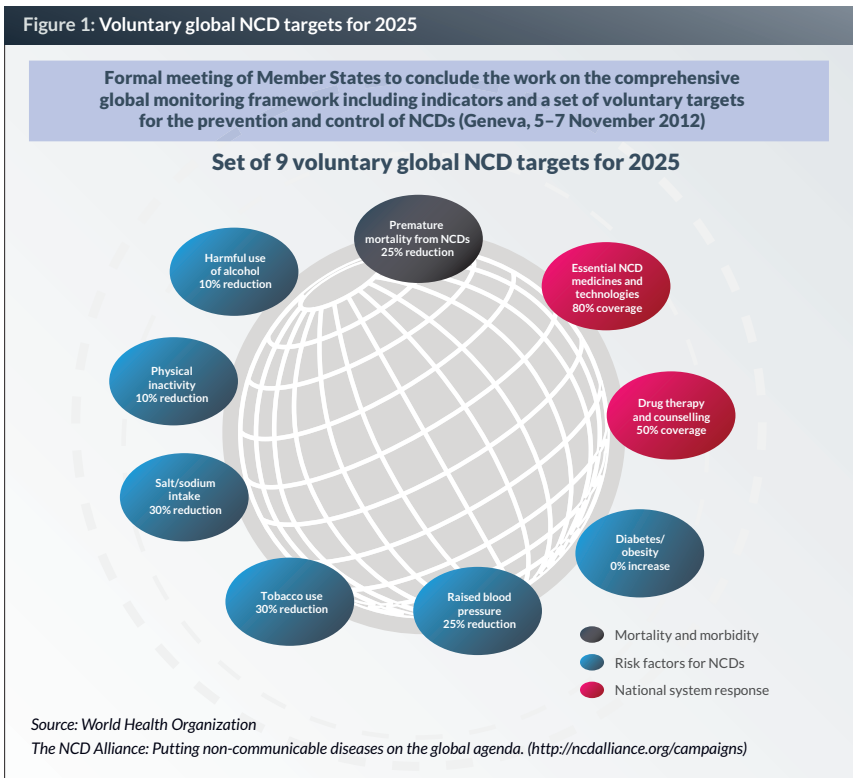 Figure 1: Voluntary global NCD targets for 2025
Formal meeting of Member States to conclude the work on the comprehensive
global monitoring framework including indicators and a set of voluntary targets
for the prevention and control of NCDs (Geneva, 5–7 November 2012)
Set of 9 voluntary global NCD targets for 2025
Premature
mortality from NCDs
25% reduction
Essential NCD
medicines and
technologies
80% coverage
Drug therapy
and counselling
50% coverage
Diabetes/
obesity
0% increase
Raised blood
pressure
25% reduction
Tobacco use
30% reduction
Salt/sodium
intake
30% reduction
Physical
inactivity
10% reduction
Harmful use
of alcohol
10% reduction
Mortality and morbidity
Risk factors for NCDs
National system response
Source: World Health Organization
The NCD Alliance: Putting non-communicable diseases on the global agenda. (http://ncdalliance.org/campaigns)